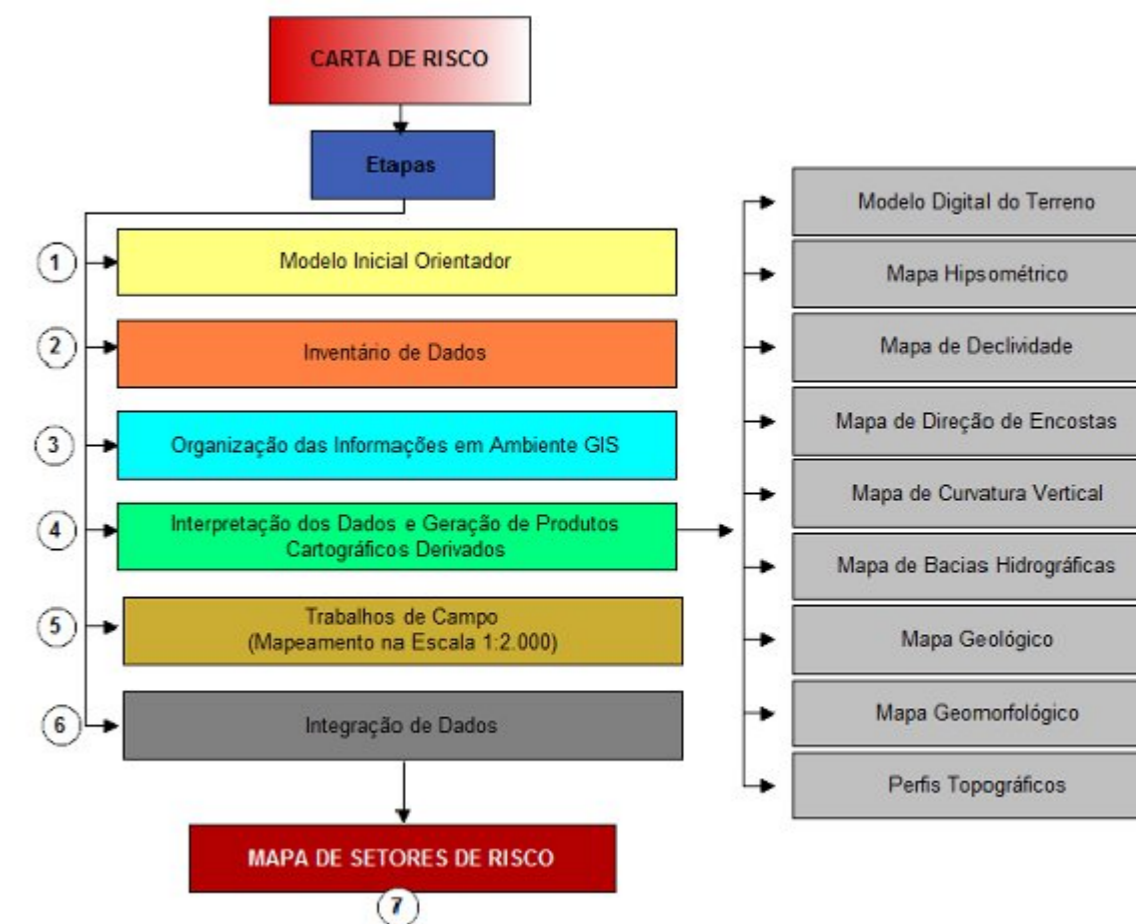 CARTA DE RISCO
Etapas
1
Modelo Inicial Orientador
2
Inventário de Dados
3
Organização das Informações em Ambiente GIS
4
Interpretação dos Dados e Geração de Produtos
Cartográficos Derivados
5
Trabalhos de Campo
(Mapeamento na Escala 1:2.000)
6
Integração de Dados
MAPA DE SETORES DE RISCO
7
Modelo Digital do Terreno
Mapa Hipsométrico
Mapa de Declividade
Mapa de Direção de Encostas
Mapa de Curvatura Vertical
Mapa de Bacias Hidrográficas
Mapa Geológico
Mapa Geomorfológico
Perfis Topográficos